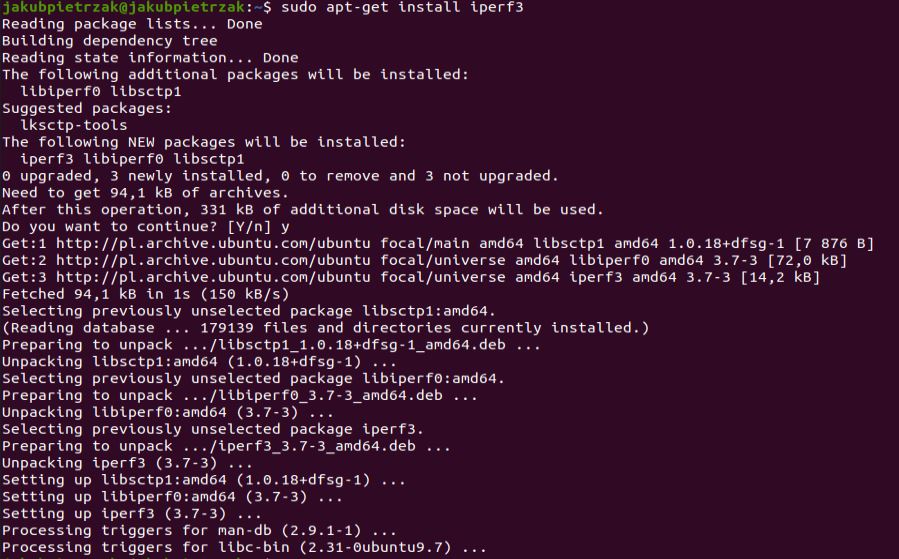 jakubpietrzak@jakubpietrzak:~$ sudo apt-get install iperf3
Reading package lists... Done
Building dependency tree
Reading state information... Done
The following additional packages will be installed:
  libiperf0 libsctp1
Suggested packages:
  lksctp-tools
The following NEW packages will be installed:
  iperf3 libiperf0 libsctp1
0 upgraded, 3 newly installed, 0 to remove and 3 not upgraded.
Need to get 94,1 kB of archives.
After this operation, 331 kB of additional disk space will be used.
Do you want to continue? [Y/n] y
Get:1 http://pl.archive.ubuntu.com/ubuntu focal/main amd64 libsctp1 amd64 1.0.18+dfsg-1 [7 876 B]
Get:2 http://pl.archive.ubuntu.com/ubuntu focal/universe amd64 libiperf0 amd64 3.7-3 [72,0 kB]
Get:3 http://pl.archive.ubuntu.com/ubuntu focal/universe amd64 iperf3 amd64 3.7-3 [14,2 kB]
Fetched 94,1 kB in 1s (150 kB/s)
Selecting previously unselected package libsctp1:amd64.
(Reading database ... 179139 files and directories currently installed.)
Preparing to unpack .../libsctp1_1.0.18+dfsg-1_amd64.deb ...
Unpacking libsctp1:amd64 (1.0.18+dfsg-1) ...
Selecting previously unselected package libiperf0:amd64.
Preparing to unpack .../libiperf0_3.7-3_amd64.deb ...
Unpacking libiperf0:amd64 (3.7-3) ...
Selecting previously unselected package iperf3.
Preparing to unpack .../iperf3_3.7-3_amd64.deb ...
Unpacking iperf3 (3.7-3) ...
Setting up libsctp1:amd64 (1.0.18+dfsg-1) ...
Setting up libiperf0:amd64 (3.7-3) ...
Setting up iperf3 (3.7-3) ...
Processing triggers for man-db (2.9.1-1) ...
Processing triggers for libc-bin (2.31-0ubuntu9.7) ...